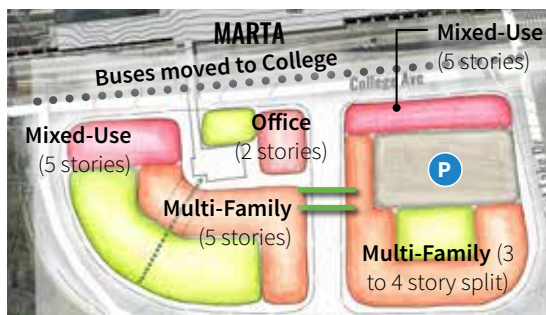 MARTA
Buses moved to College
College Ave
Mixed-Use
(5 stories)
Office
(2 stories)
Mixed-Use
(5 stories)
Multi-Family
(5 stories)
P
Multi-Family (3
to 4 story split)